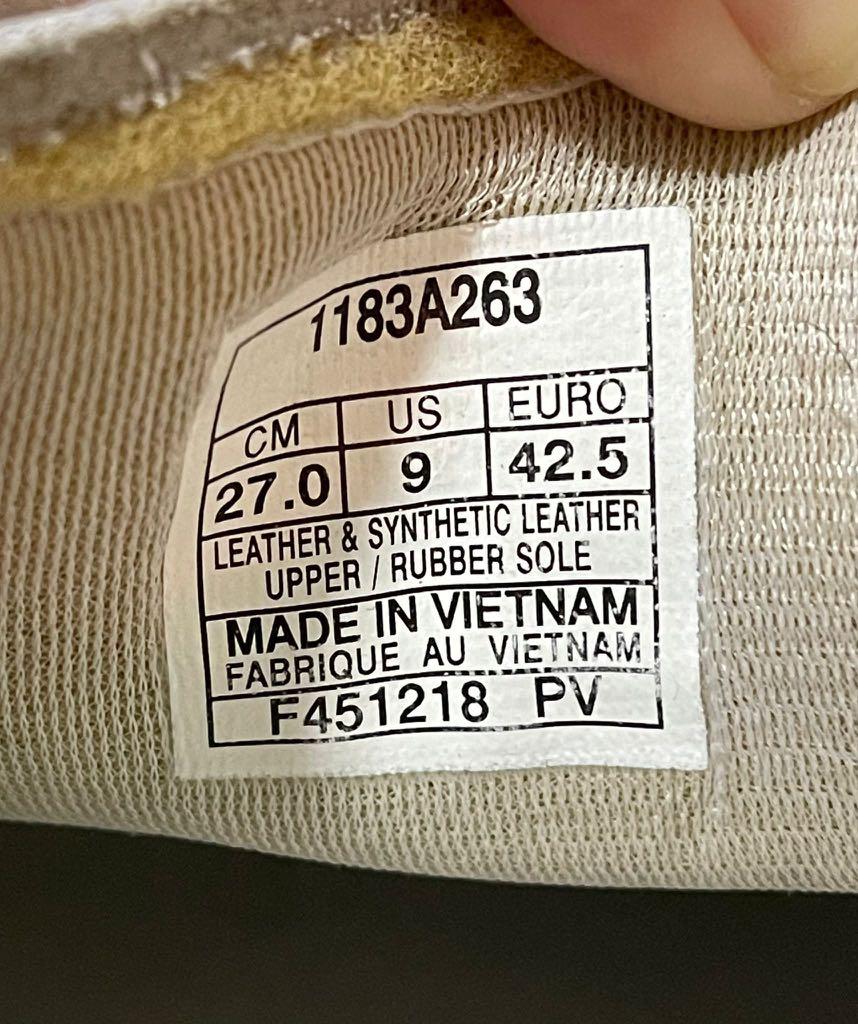 1183A263
CM US EURO
27.0 9 42.5
LEATHER & SYNTHETIC LEATHER
UPPER / RUBBER SOLE
MADE IN VIETNAM
FABRIQUE AU VIETNAM
F451218 PV